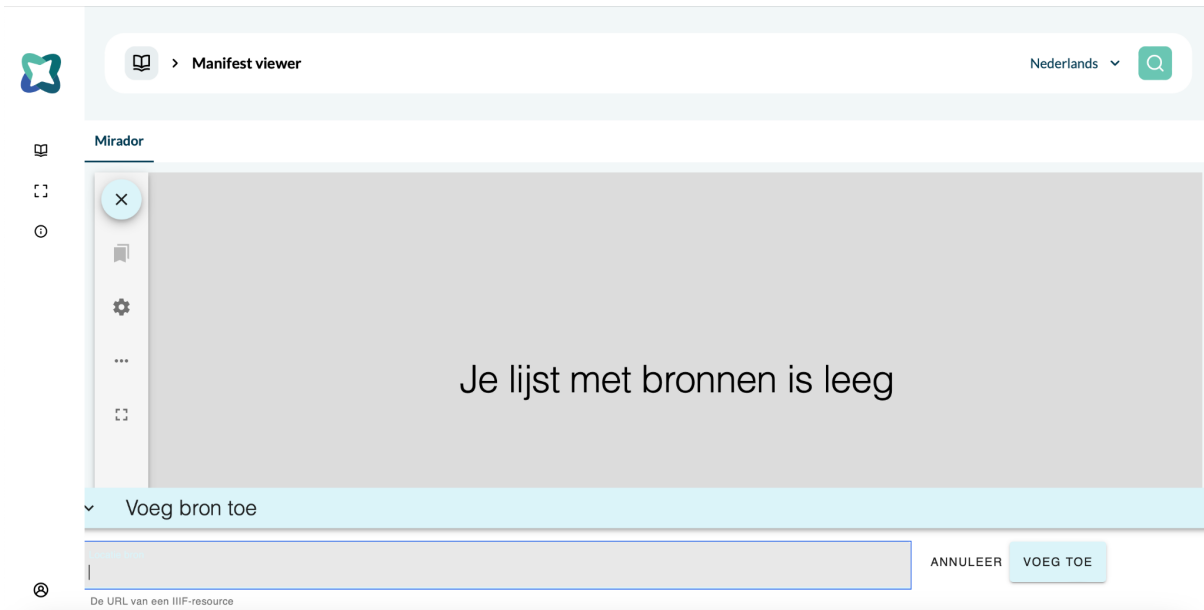 Manifest viewer
Nederlands
Mirador
Je lijst met bronnen is leeg
Voeg bron toe
ANNULEER
VOEG TOE
De URL van een IIIF-resource